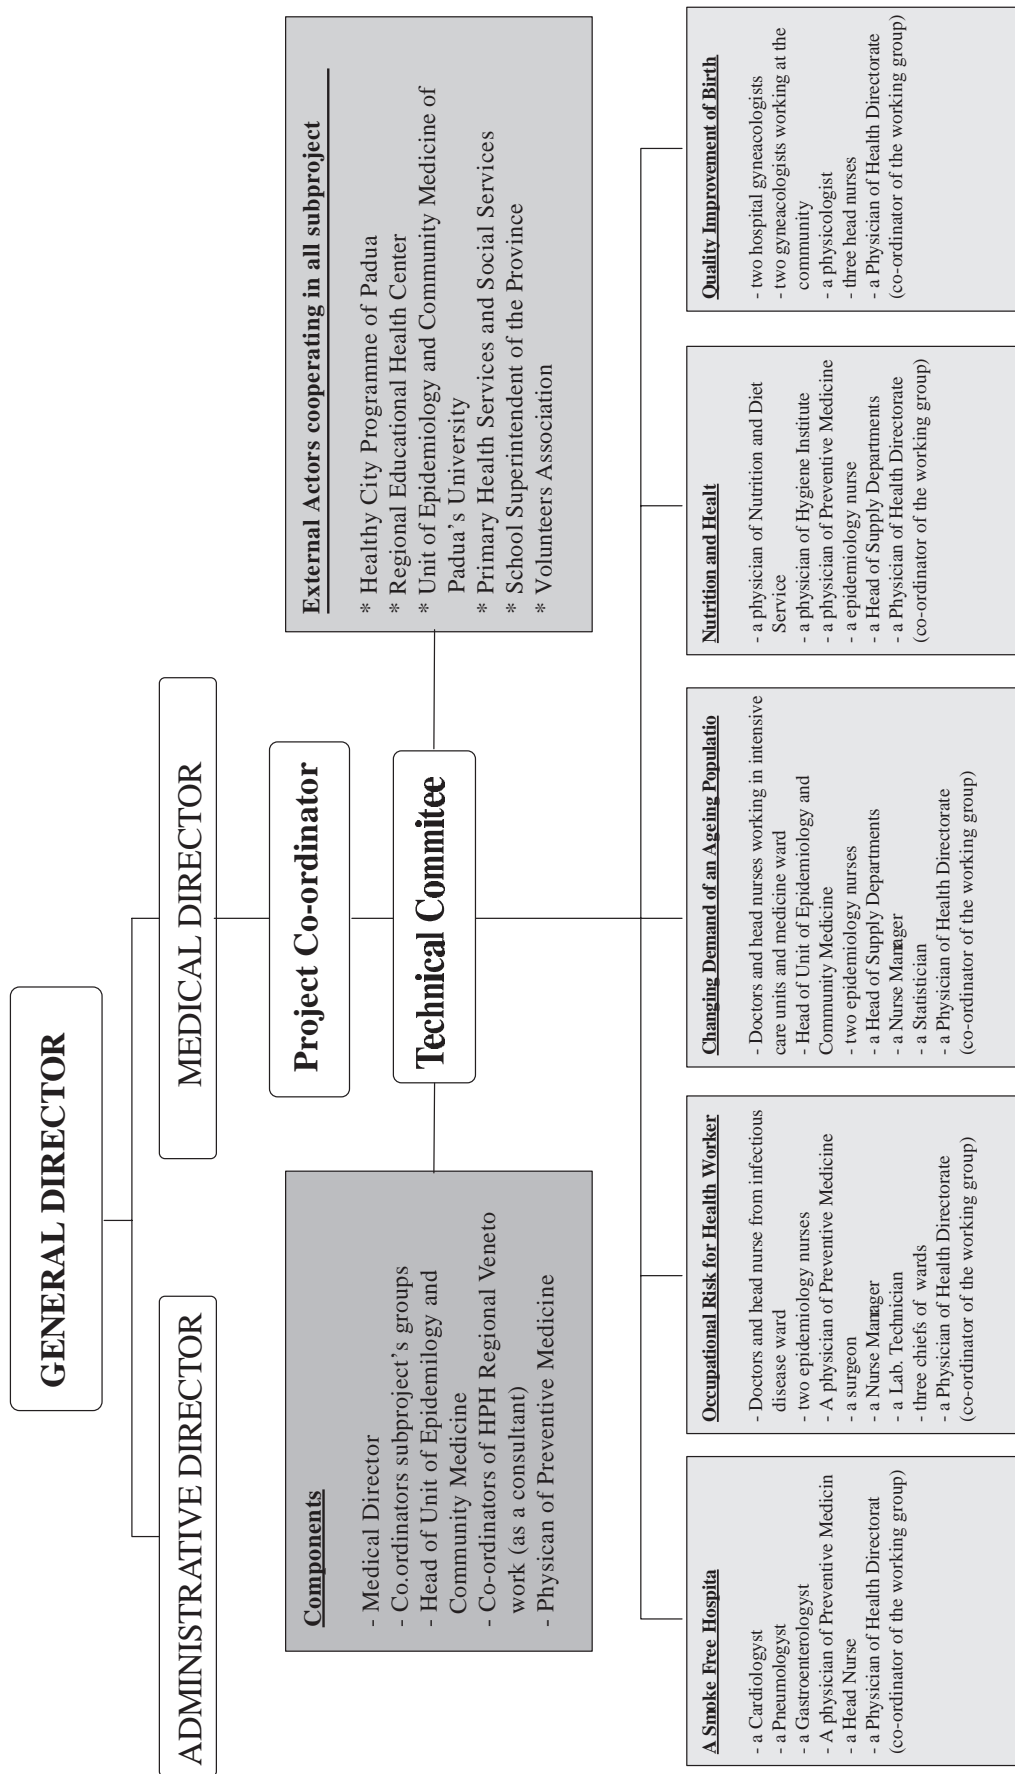 GENERAL DIRECTOR
ADMINISTRATIVE DIRECTOR
MEDICAL DIRECTOR
Project Co-ordinator
Technical Commitee
Components
- Medical Director
- Co.ordinators subproject's groups
- Head of Unit of Epidemilogy and
Community Medicine
- Co-ordinators of HPH Regional Veneto
work (as a consultant)
- Physican of Preventive Medicine
External Actors cooperating in all subproject
* Healthy City Programme of Padua
* Regional Educational Health Center
* Unit of Epidemiology and Community Medicine of
Padua's University
* Primary Health Services and Social Services
* School Superintendent of the Province
* Volunteers Association
A Smoke Free Hospita
- a Cardiologyst
- a Pneumologyst
- a Gastroenterologyst
- A physician of Preventive Medicin
- a Head Nurse
- a Physician of Health Directorat
(co-ordinator of the working group)
Occupational Risk for Health Worker
- Doctors and head nurse from infectious
disease ward
- two epidemiology nurses
- A physician of Preventive Medicine
- a surgeon
- a Nurse Manager
- a Lab. Technician
- three chiefs of wards
- a Physician of Health Directorate
(co-ordinator of the working group)
Changing Demand of an Ageing Populatio
- Doctors and head nurses working in intensive
care units and medicine ward
- Head of Unit of Epidemiology and
Community Medicine
- two epidemiology nurses
- a Head of Supply Departments
- a Nurse Manager
- a Statistician
- a Physician of Health Directorate
(co-ordinator of the working group)
Nutrition and Healt
- a physician of Nutrition and Diet
Service
- a physician of Hygiene Institute
- a physician of Preventive Medicine
- a epidemiology nurse
- a Head of Supply Departments
- a Physician of Health Directorate
(co-ordinator of the working group)
Quality Improvement of Birth
- two hospital gyneacologists
- two gyneacologists working at the
community
- a physicologist
- three head nurses
- a Physician of Health Directorate
(co-ordinator of the working group)